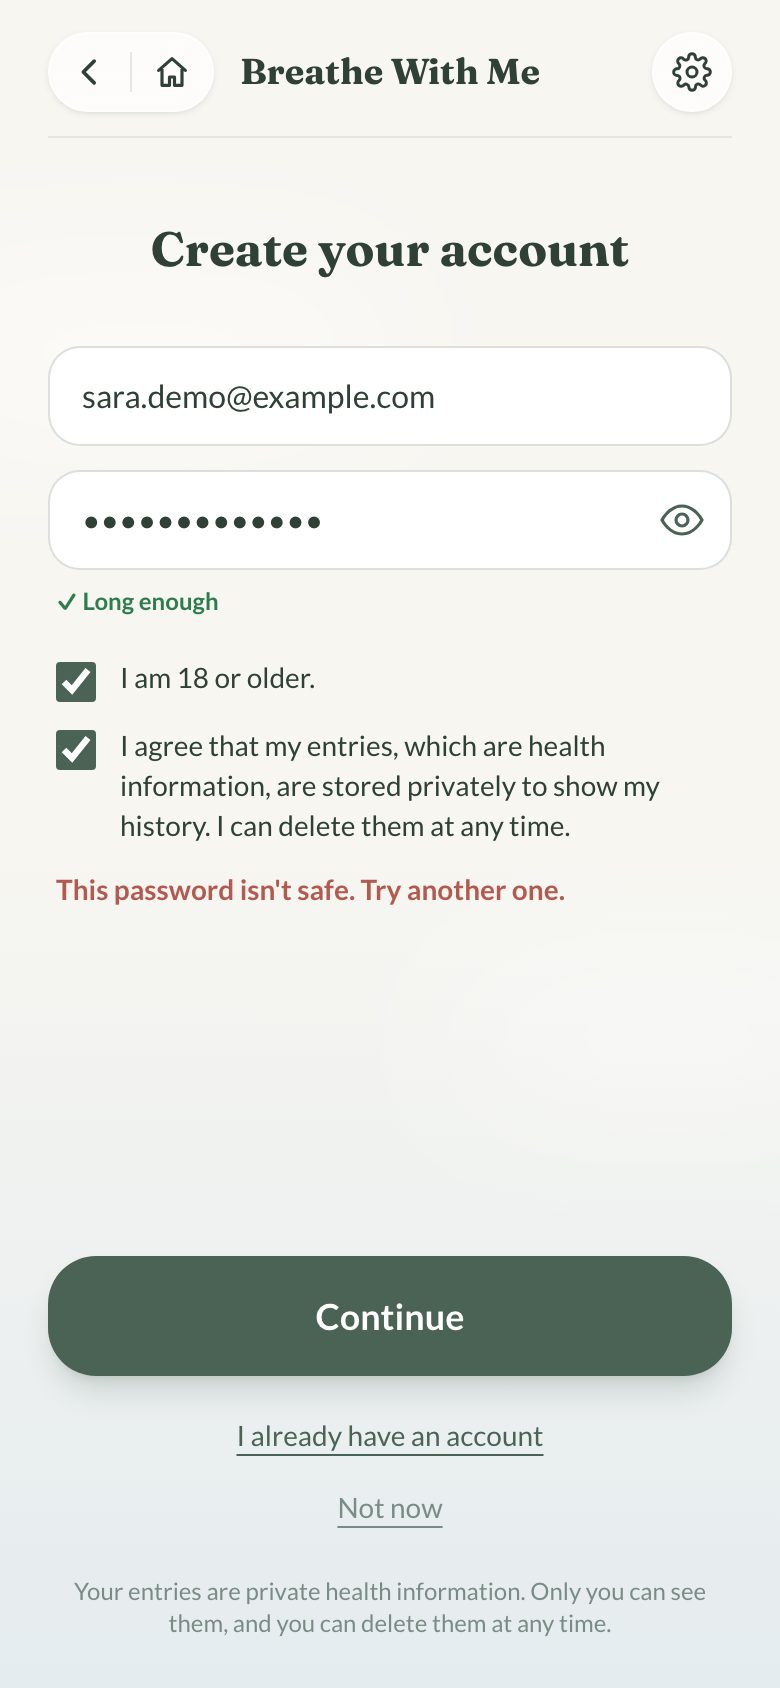 Breathe With Me
Create your account
sara.demo@example.com
•••••••••••••
Long enough
I am 18 or older.
I agree that my entries, which are health
information, are stored privately to show my
history. I can delete them at any time.
This password isn't safe. Try another one.
Continue
I already have an account
Not now
Your entries are private health information. Only you can see
them, and you can delete them at any time.